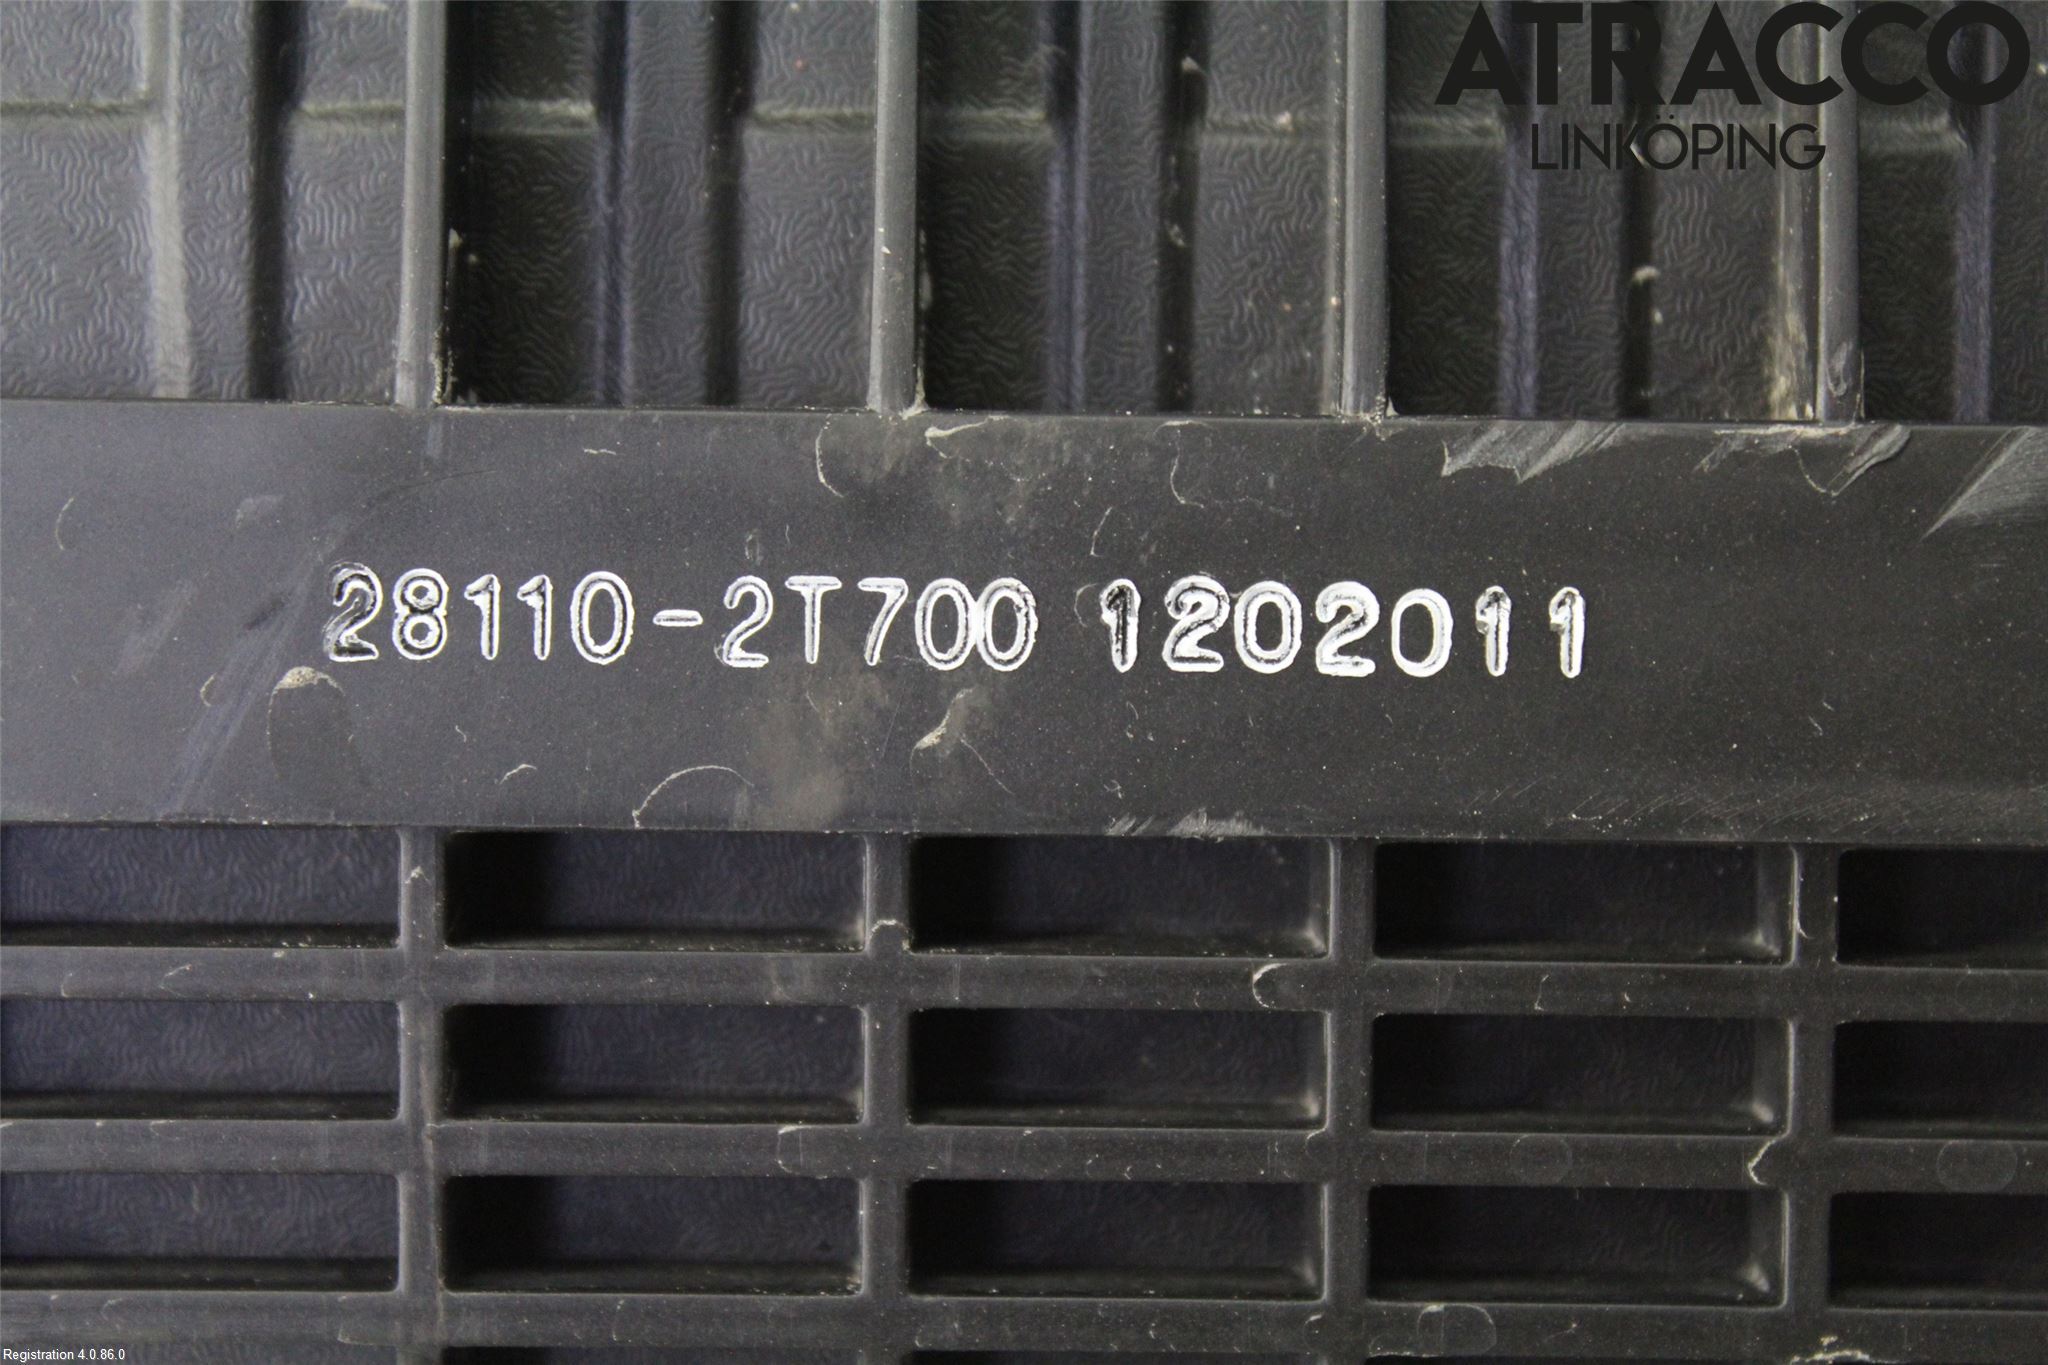 ATRACCO
LINKÖPING
28110-2T700 1202011
Registration 4.0.86.0